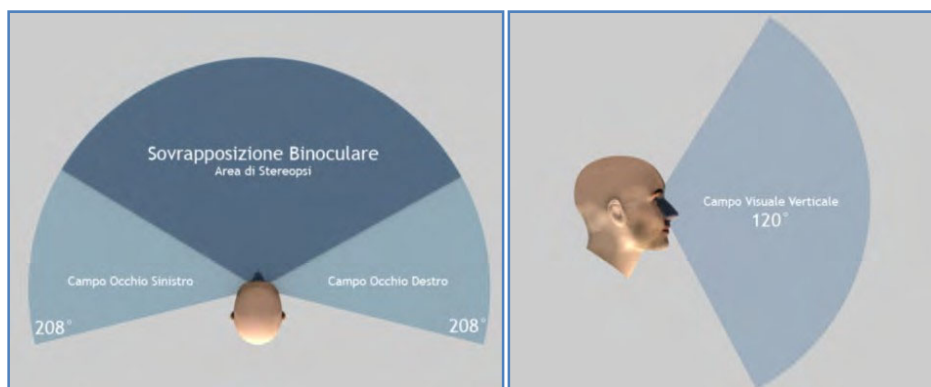 Sovrapposizione Binoculare
Area di Stereopsi
Campo Occhio Sinistro
Campo Occhio Destro
208°
208°
Campo Visuale Verticale
120°